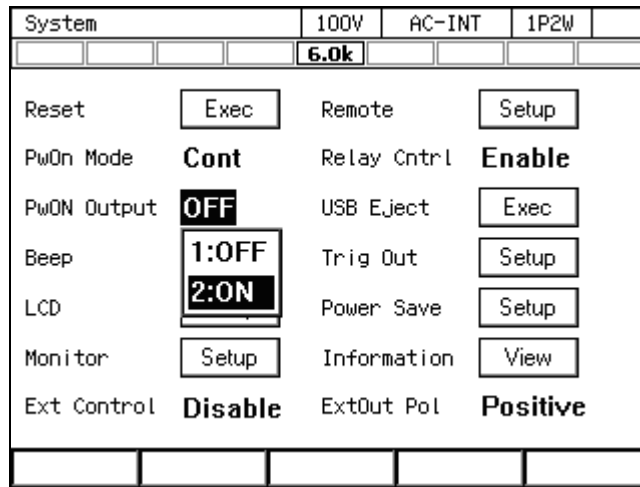 System 100V AC-INT 1P2W
6.0k
Reset Exec Remote Setup
PwOn Mode Cont Relay Cntrl Enable
PwON Output OFF USB Eject Exec
1:OFF
Beep Trig Out Setup
2:ON
LCD Power Save Setup
Monitor Setup Information View
Ext Control Disable ExtOut Pol Positive